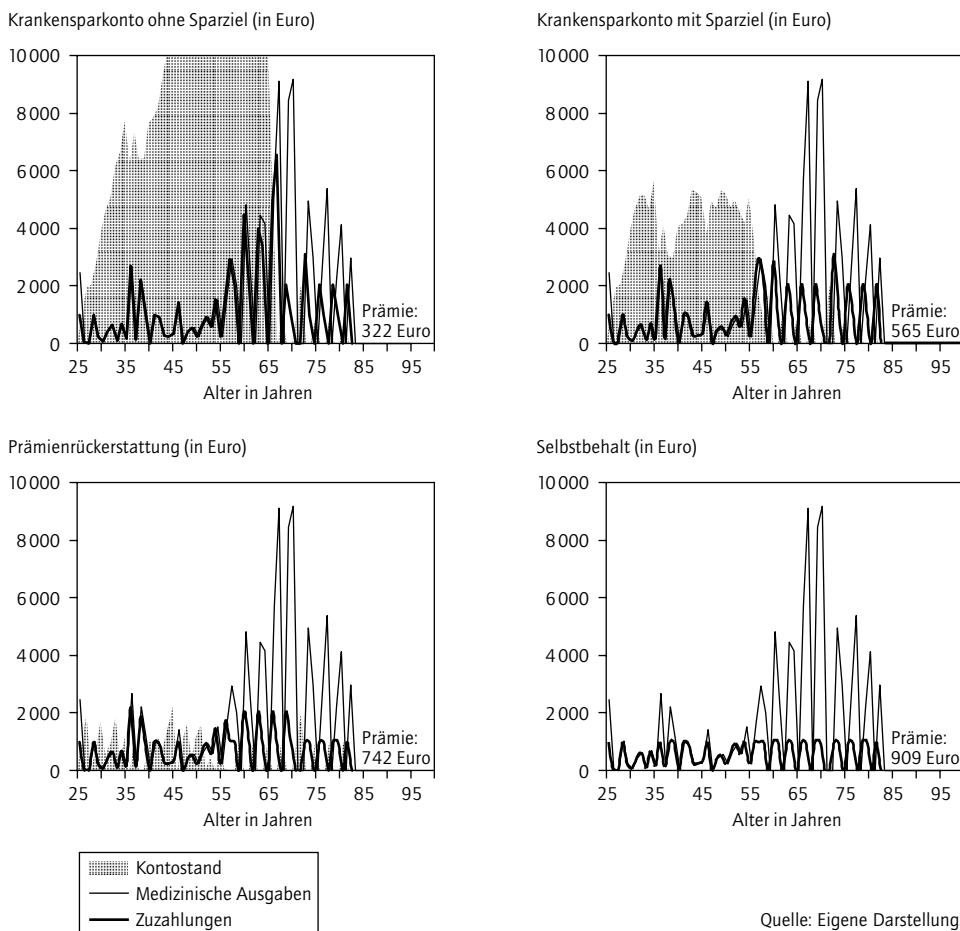 Krankensparkonto ohne Sparziel (in Euro)
10 000
8 000
6 000
4 000
2 000
0
Prämie:
322 Euro
25 35 45 55 65 75 85 95
Alter in Jahren
Krankensparkonto mit Sparziel (in Euro)
10 000
8 000
6 000
4 000
2 000
0
Prämie:
565 Euro
25 35 45 55 65 75 85 95
Alter in Jahren
Prämienrückerstattung (in Euro)
10 000
8 000
6 000
4 000
2 000
0
Prämie:
742 Euro
25 35 45 55 65 75 85 95
Alter in Jahren
Selbstbehalt (in Euro)
10 000
8 000
6 000
4 000
2 000
0
Prämie:
909 Euro
25 35 45 55 65 75 85 95
Alter in Jahren
Kontostand
Medizinische Ausgaben
Zuzahlungen
Quelle: Eigene Darstellung